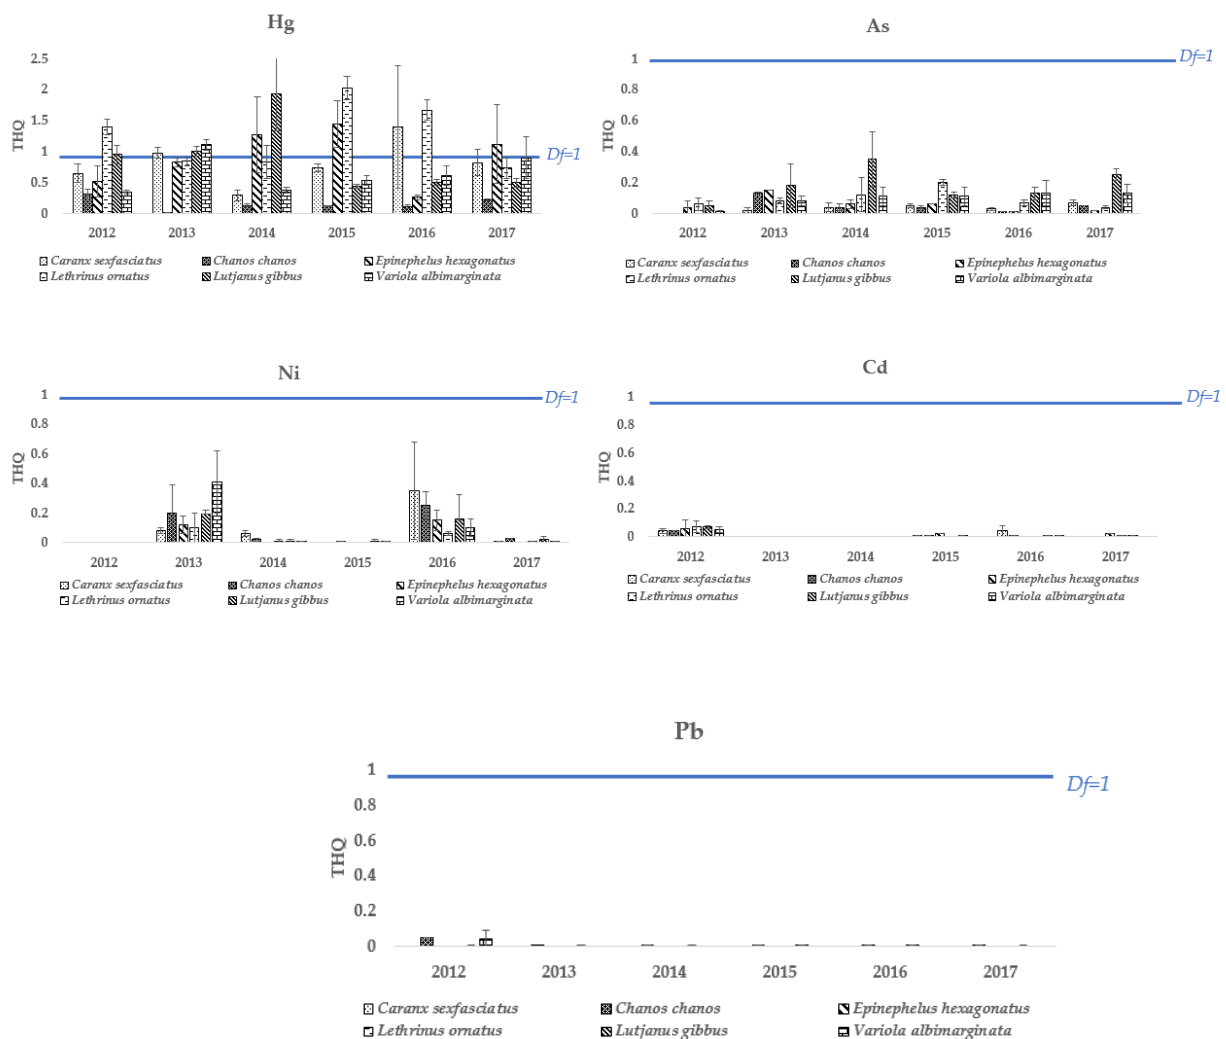 Hg
2.5
2
1.5
1
0.5
0
THQ
Df=1
2012 2013 2014 2015 2016 2017
Caranx sexfasciatus Chanos chanos Epinephelus hexagonatus
Lethrinus ornatus Lutjanus gibbus Variola albimarginata
As
1
0.8
0.6
0.4
0.2
0
THQ
Df=1
2012 2013 2014 2015 2016 2017
Caranx sexfasciatus Chanos chanos Epinephelus hexagonatus
Lethrinus ornatus Lutjanus gibbus Variola albimarginata
Ni
1
0.8
0.6
0.4
0.2
0
THQ
Df=1
2012 2013 2014 2015 2016 2017
Caranx sexfasciatus Chanos chanos Epinephelus hexagonatus
Lethrinus ornatus Lutjanus gibbus Variola albimarginata
Cd
1
0.8
0.6
0.4
0.2
0
THQ
Df=1
2012 2013 2014 2015 2016 2017
Caranx sexfasciatus Chanos chanos Epinephelus hexagonatus
Lethrinus ornatus Lutjanus gibbus Variola albimarginata
Pb
1
0.8
0.6
0.4
0.2
0
THQ
Df=1
2012 2013 2014 2015 2016 2017
Caranx sexfasciatus Chanos chanos Epinephelus hexagonatus
Lethrinus ornatus Lutjanus gibbus Variola albimarginata